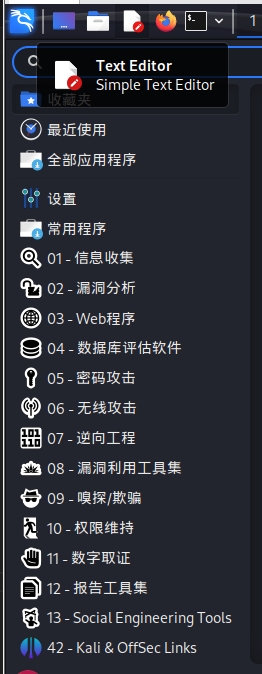 1
Text Editor
Simple Text Editor
收藏夹
最近使用
全部应用程序
设置
常用程序
01 - 信息收集
02 - 漏洞分析
03 - Web程序
04 - 数据库评估软件
05 - 密码攻击
06 - 无线攻击
07 - 逆向工程
08 - 漏洞利用工具集
09 - 嗅探/欺骗
10 - 权限维持
11 - 数字取证
12 - 报告工具集
13 - Social Engineering Tools
42 - Kali & OffSec Links